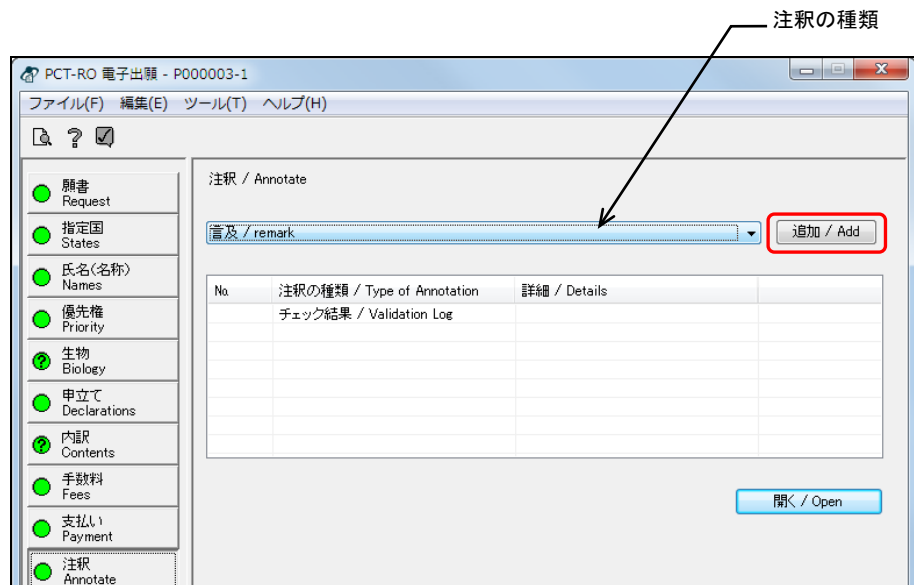 注釈の種類
PCT-RO 電子出願 - P000003-1
ファイル(F) 編集(E) ツール(T) ヘルプ(H)
願書
Request
指定国
States
氏名(名称)
Names
優先権
Priority
生物
Biology
申立て
Declarations
内訳
Contents
手数料
Fees
支払い
Payment
注釈
Annotate
注釈 / Annotate
言及 / remark
追加 / Add
No. 注釈の種類 / Type of Annotation 詳細 / Details
チェック結果 / Validation Log
開く / Open